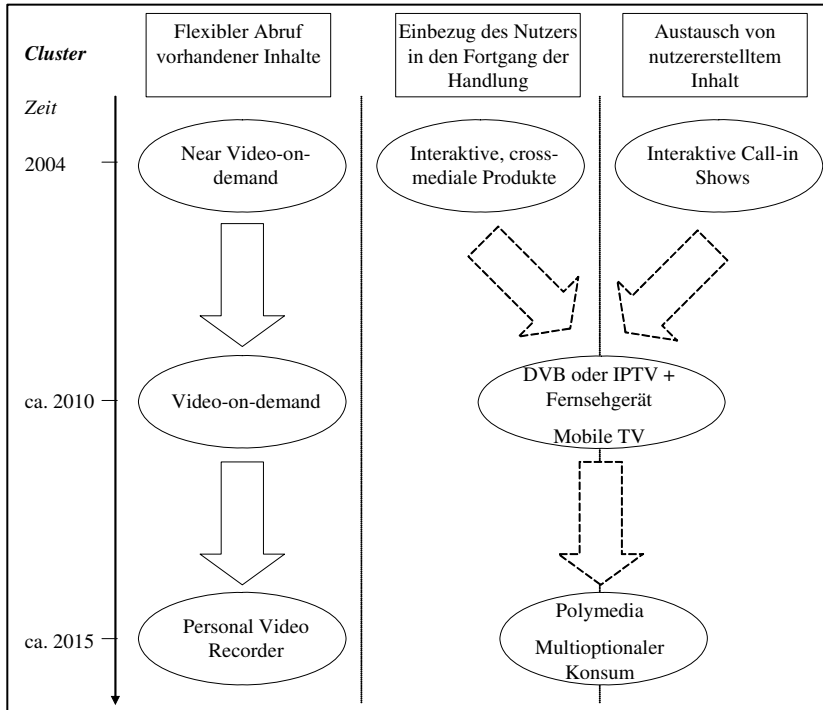 Cluster
Flexibler Abruf
vorhandener Inhalte
Einbezug des Nutzers
in den Fortgang der
Handlung
Austausch von
nutzererstelltem
Inhalt
Zeit
2004
Near Video-on-
demand
Interaktive, cross-
mediale Produkte
Interaktive Call-in
Shows
ca. 2010
Video-on-demand
DVB oder IPTV +
Fernsehgerät
Mobile TV
ca. 2015
Personal Video
Recorder
Polymedia
Multioptionaler
Konsum